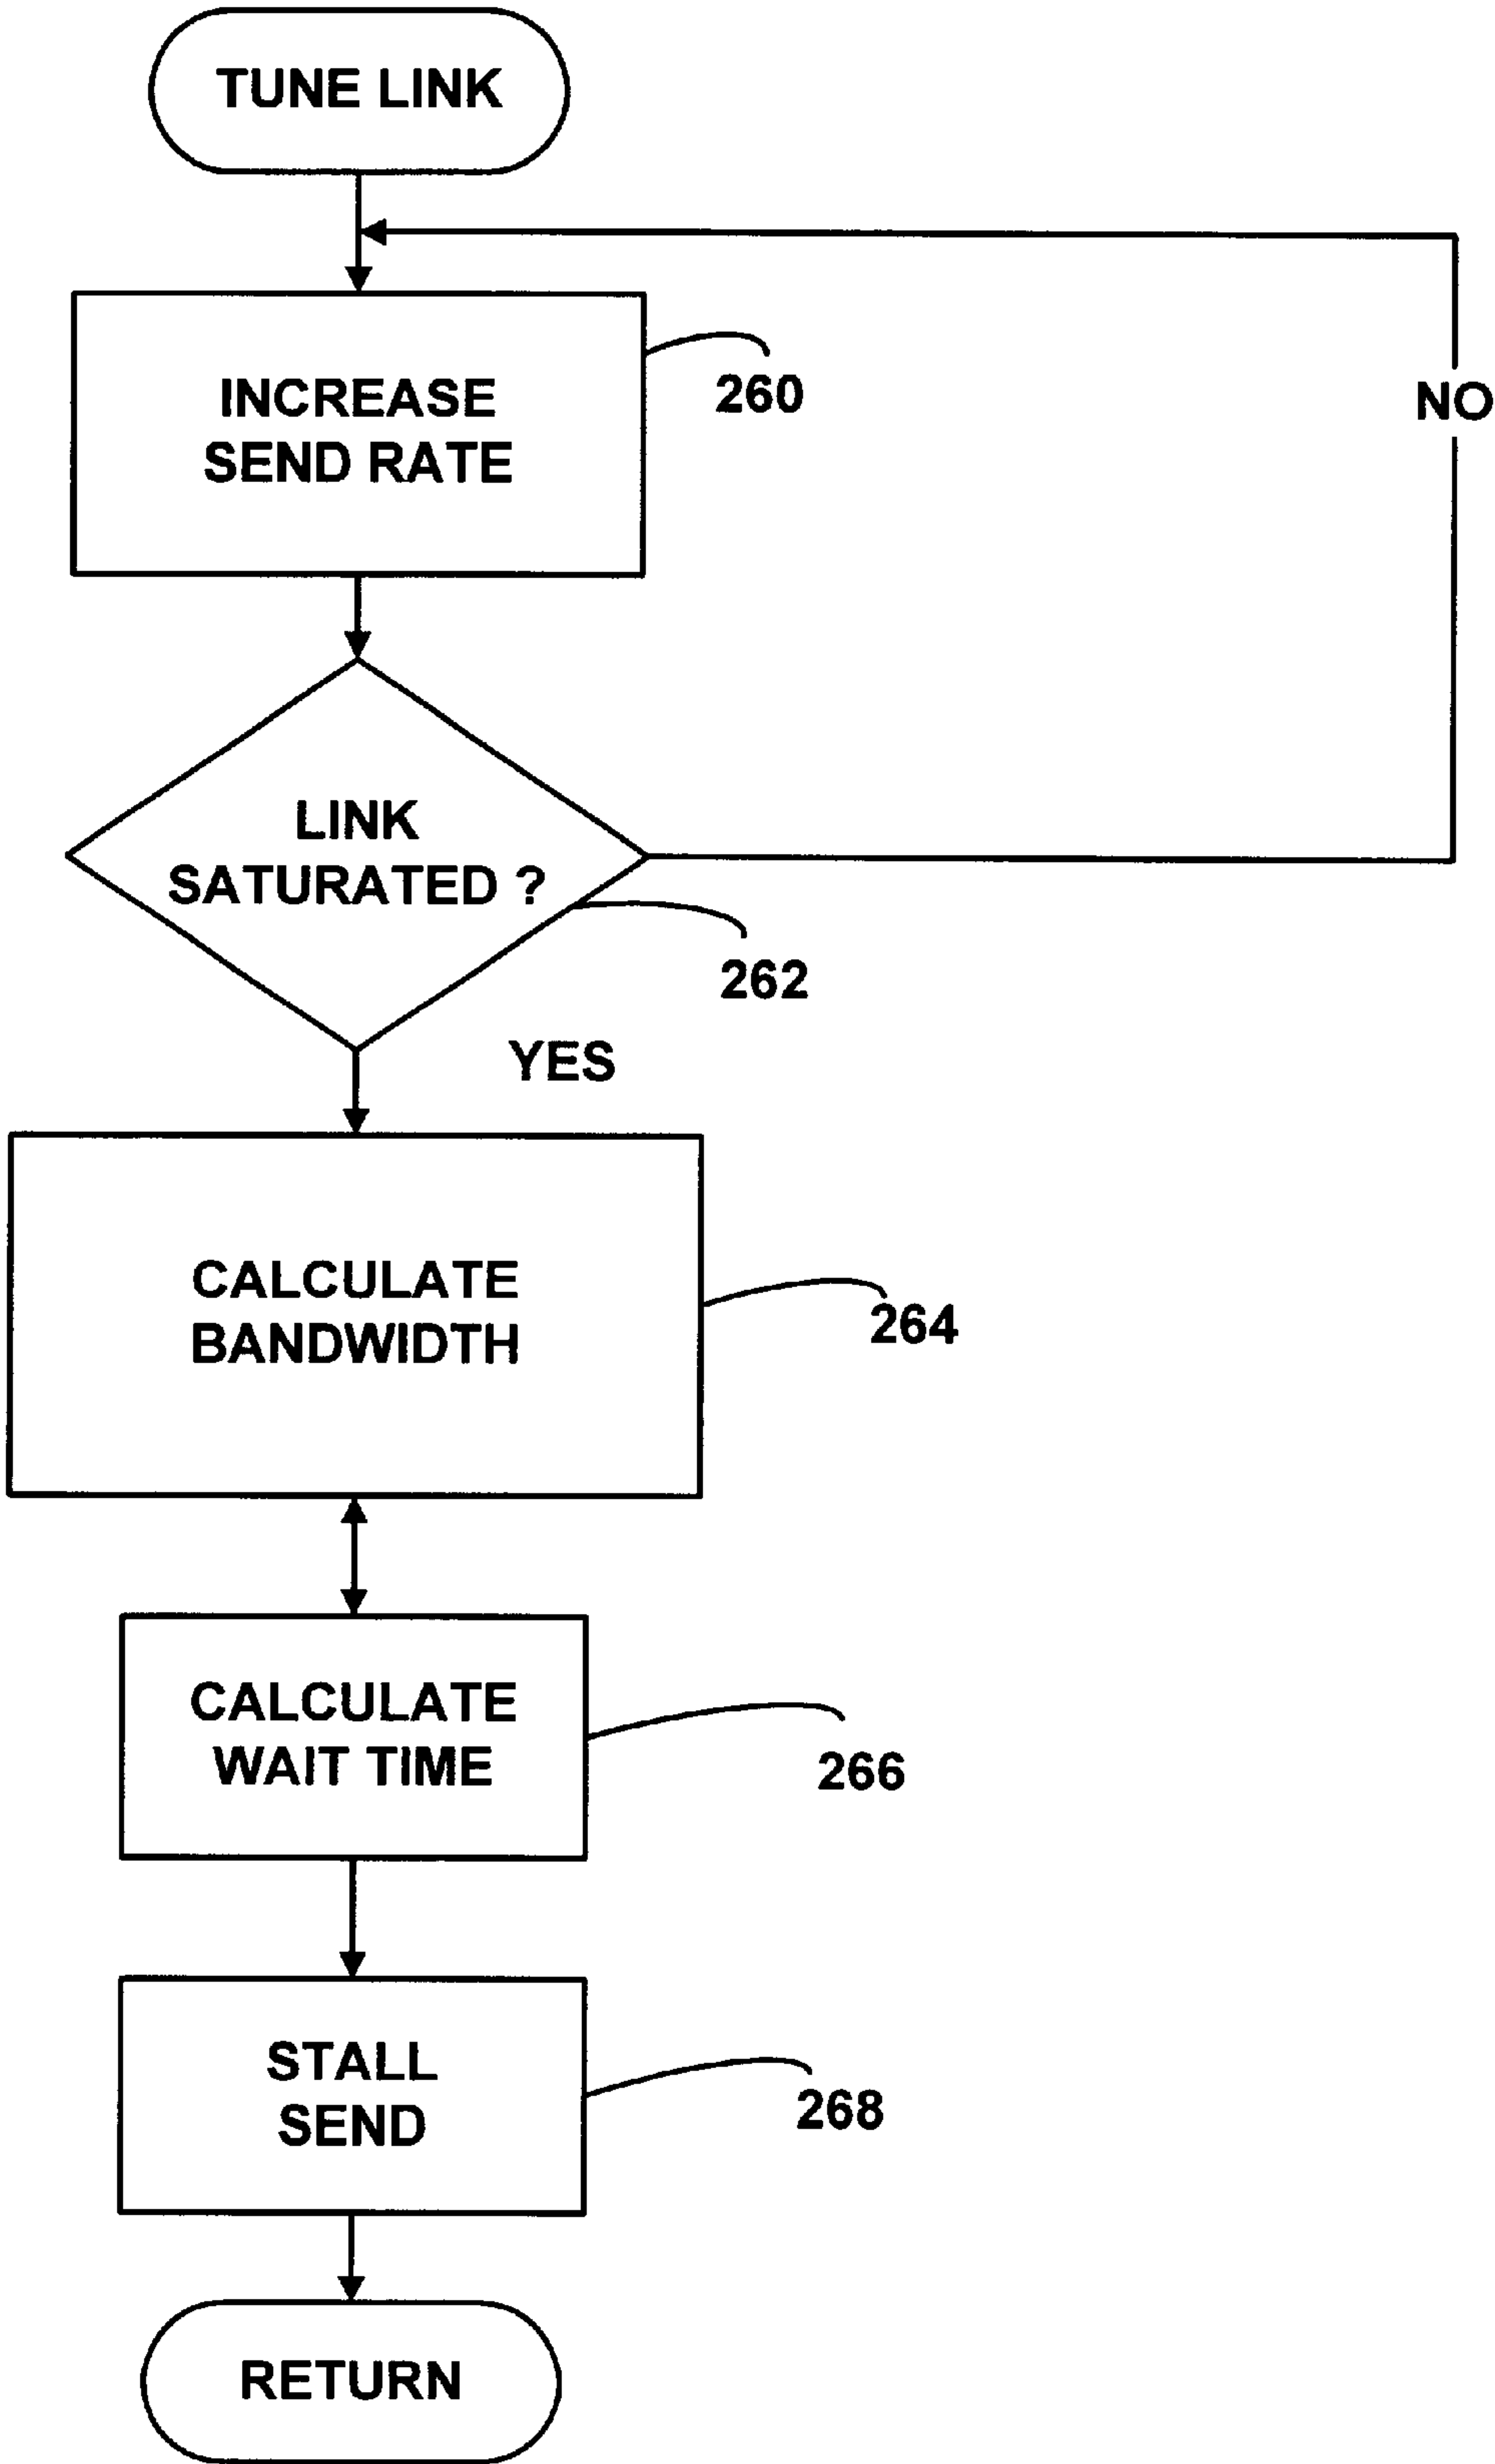 TUNE LINK
INCREASE
SEND RATE
260
NO
LINK
SATURATED ?
262
YES
CALCULATE
BANDWIDTH
264
CALCULATE
WAIT TIME
266
STALL
SEND
268
RETURN